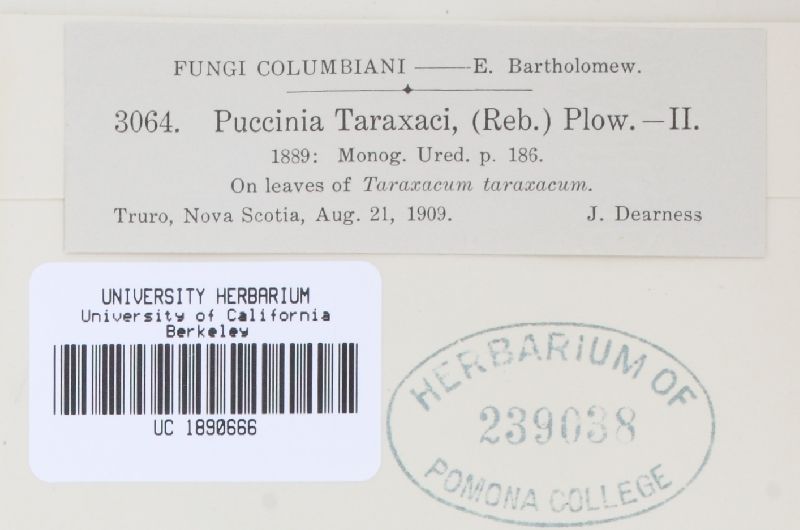 FUNGI COLUMBIANI —— E. Bartholomew.
3064. Puccinia Taraxaci, (Reb.) Plow. — II.
1889: Monog. Ured. p. 186.
On leaves of Taraxacum taraxacum.
Truro, Nova Scotia, Aug. 21, 1909. J. Dearness
UNIVERSITY HERBARIUM
University of California
Berkeley
UC 1890666
HERBARIUM OF
239038
POMONA COLLEGE